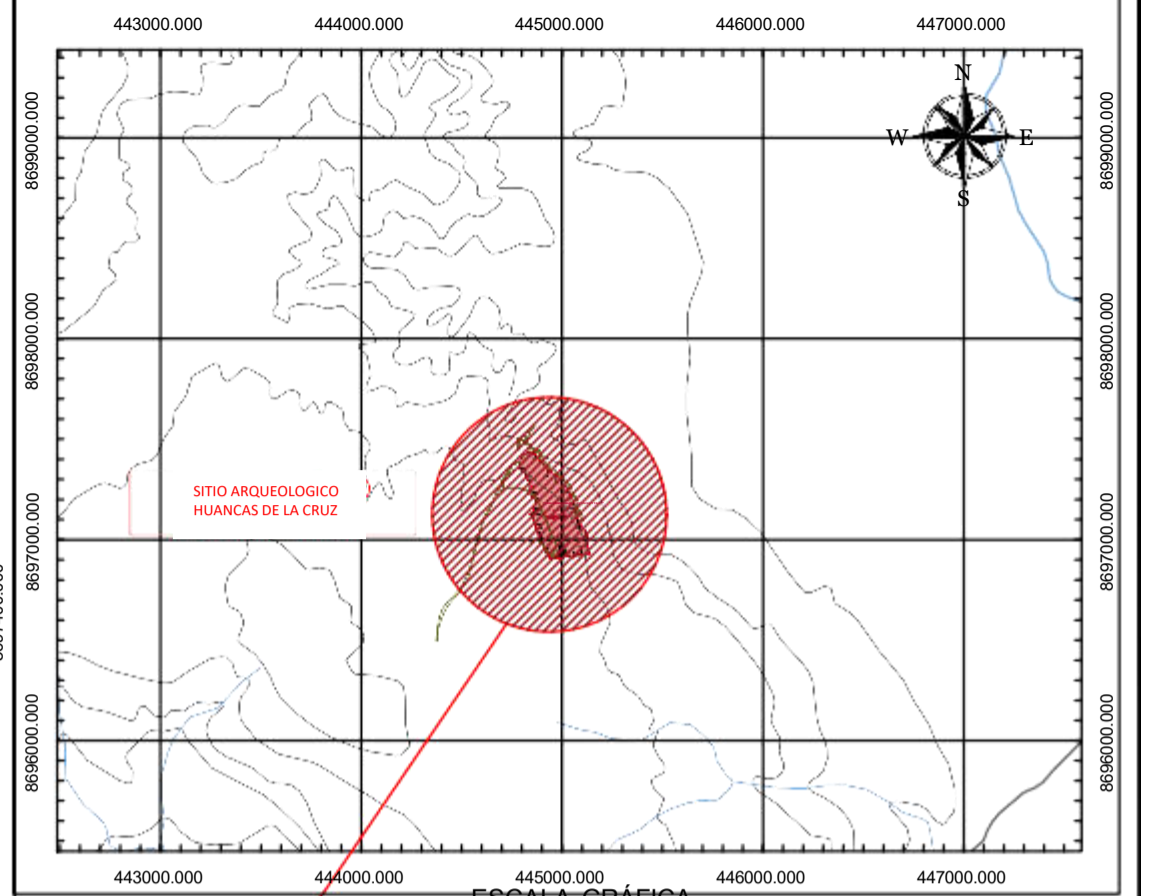 443000.000 444000.000 445000.000 446000.000 447000.000
N
W E
S
8699000.000 8699000.000
8698000.000 8698000.000
SITIO ARQUEOLOGICO
HUANCAS DE LA CRUZ
8697000.000 8697000.000
8696000.000 8696000.000
443000.000 444000.000 445000.000 446000.000 447000.000
ESCALA GRÁFICA